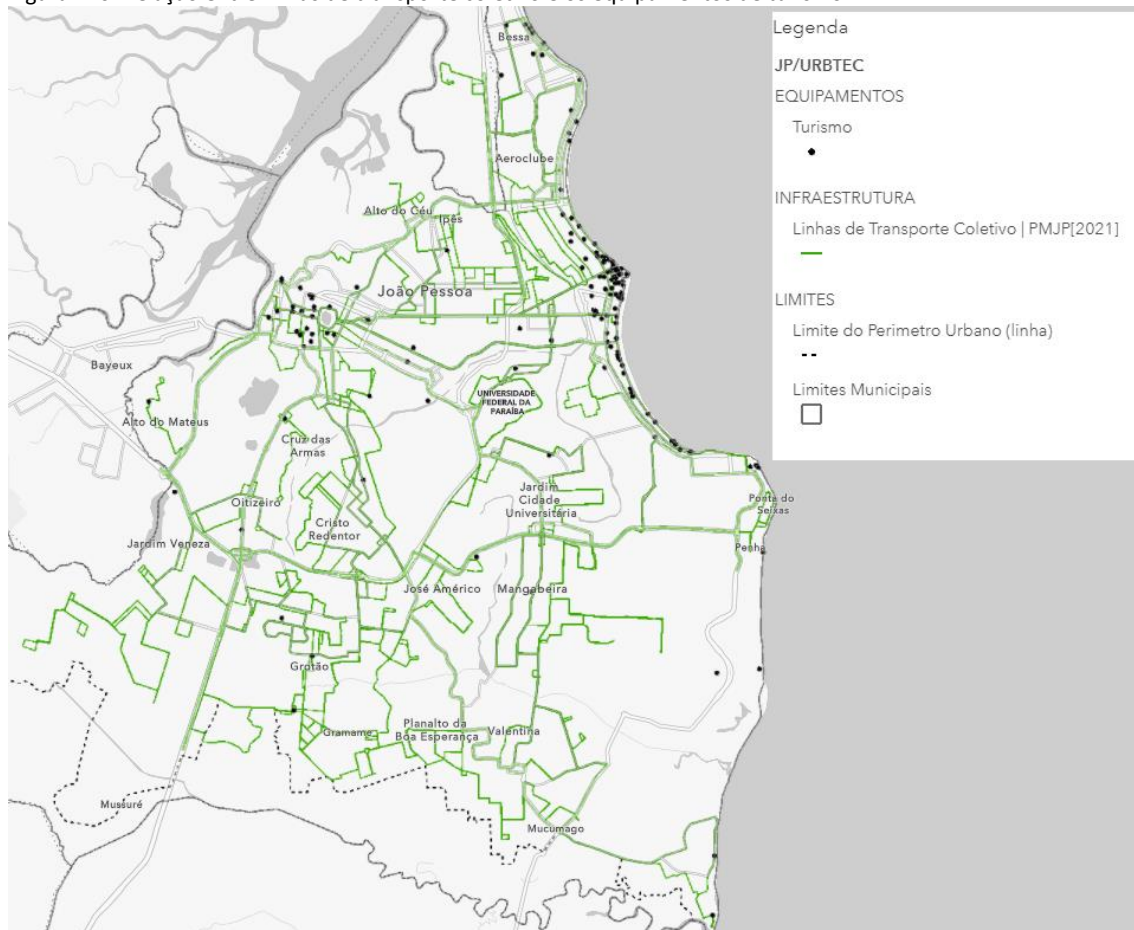 Legenda
JP/URBTEC
EQUIPAMENTOS
Turismo
INFRAESTRUTURA
Linhas de Transporte Coletivo | PMJP[2021]
LIMITES
Limite do Perimetro Urbano (linha)
Limites Municipais
Bessa
Aeroclube
Alto do Céu
Ipês
João Pessoa
Bayeux
UNIVERSIDADE
FEDERAL DA
PARAÍBA
Alto do Mateus
Cruz das
Armas
Jardim
Cidade
Universitária
Ponta do
Seixas
Oitizeiro
Cristo
Redentor
Jardim Veneza
Penha
José Américo
Mangabeira
Grotão
Gramame
Planalto da
Boa Esperança
Valentina
Mussuré
Mucumago